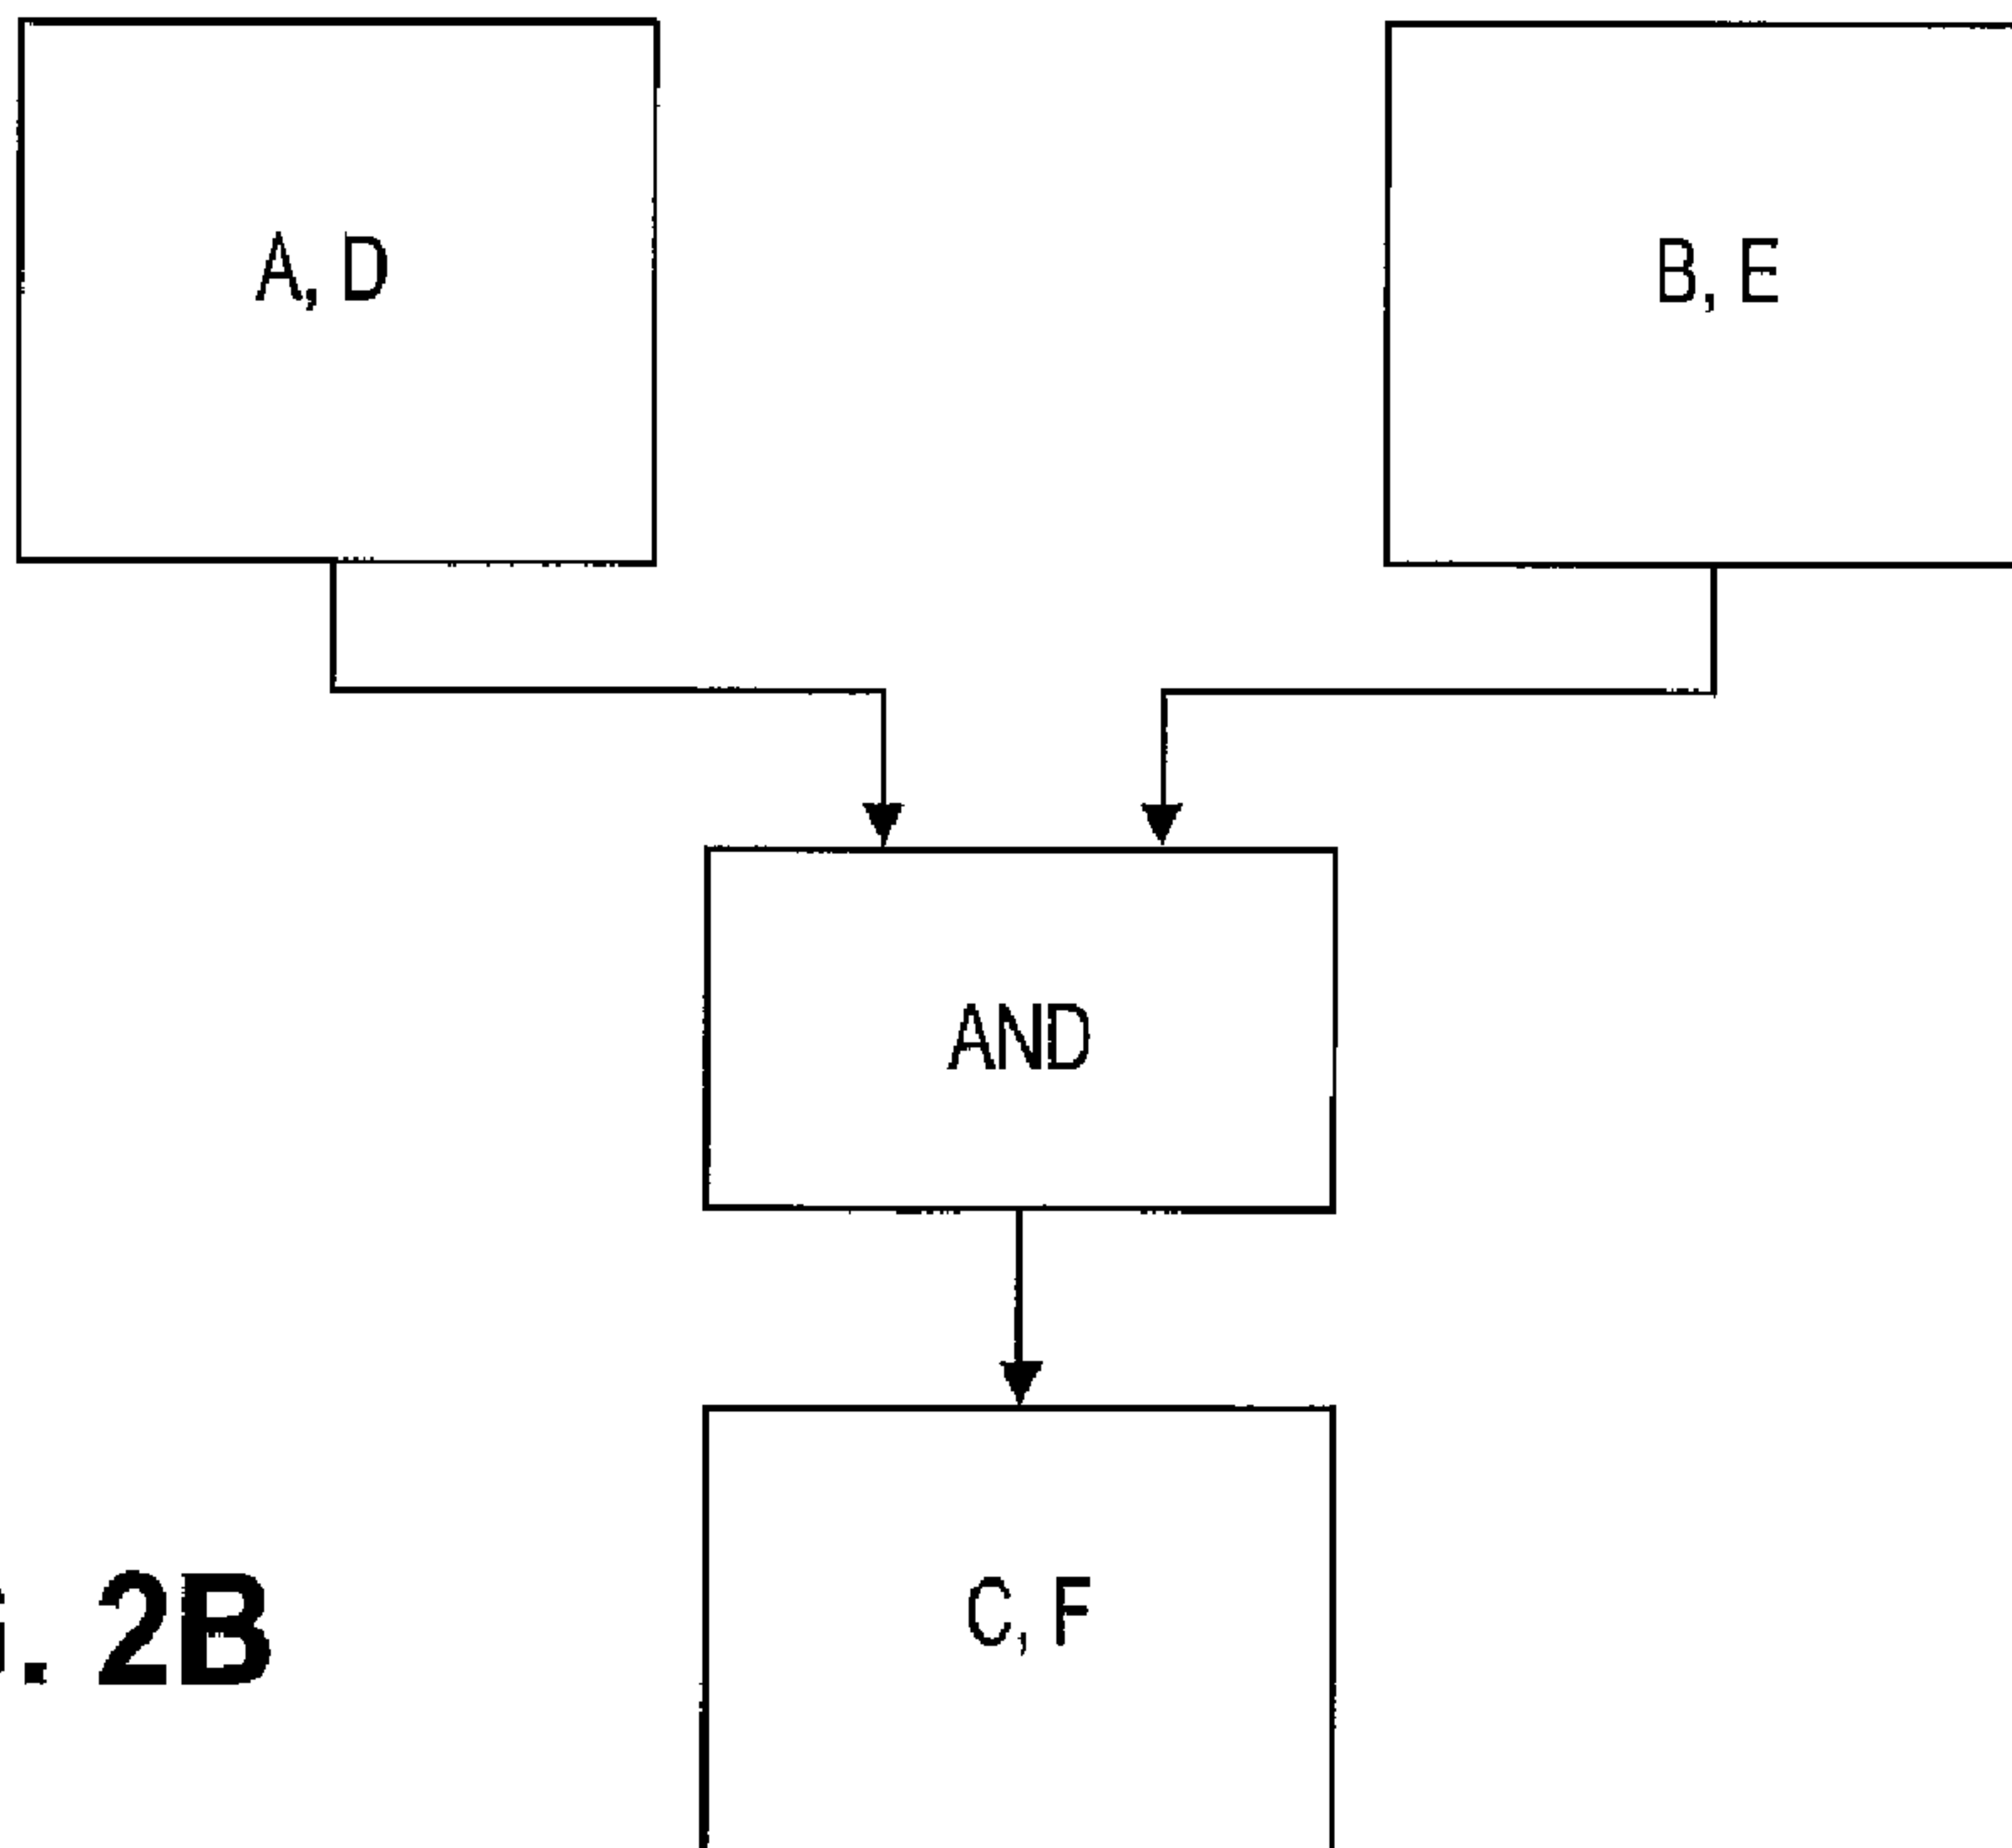 A, D
B, E
AND
C, F
. 2B